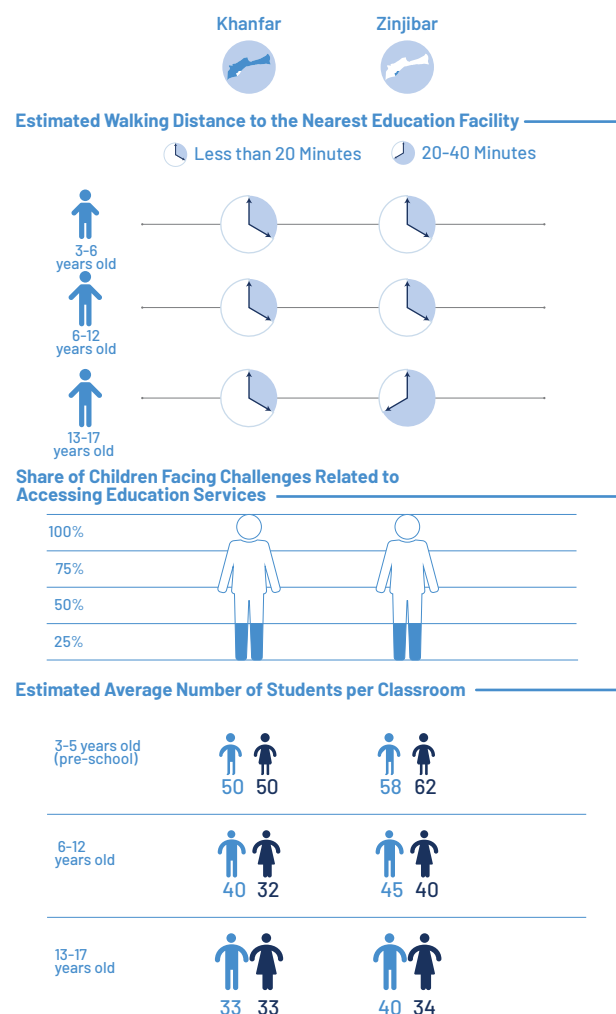 Khanfar Zinjibar
Estimated Walking Distance to the Nearest Education Facility
Less than 20 Minutes 20-40 Minutes
3-6
years old
6-12
years old
13-17
years old
Share of Children Facing Challenges Related to
Accessing Education Services
100%
75%
50%
25%
Estimated Average Number of Students per Classroom
3-5 years old
(pre-school)
50 50 58 62
6-12
years old
40 32 45 40
13-17
years old
33 33 40 34